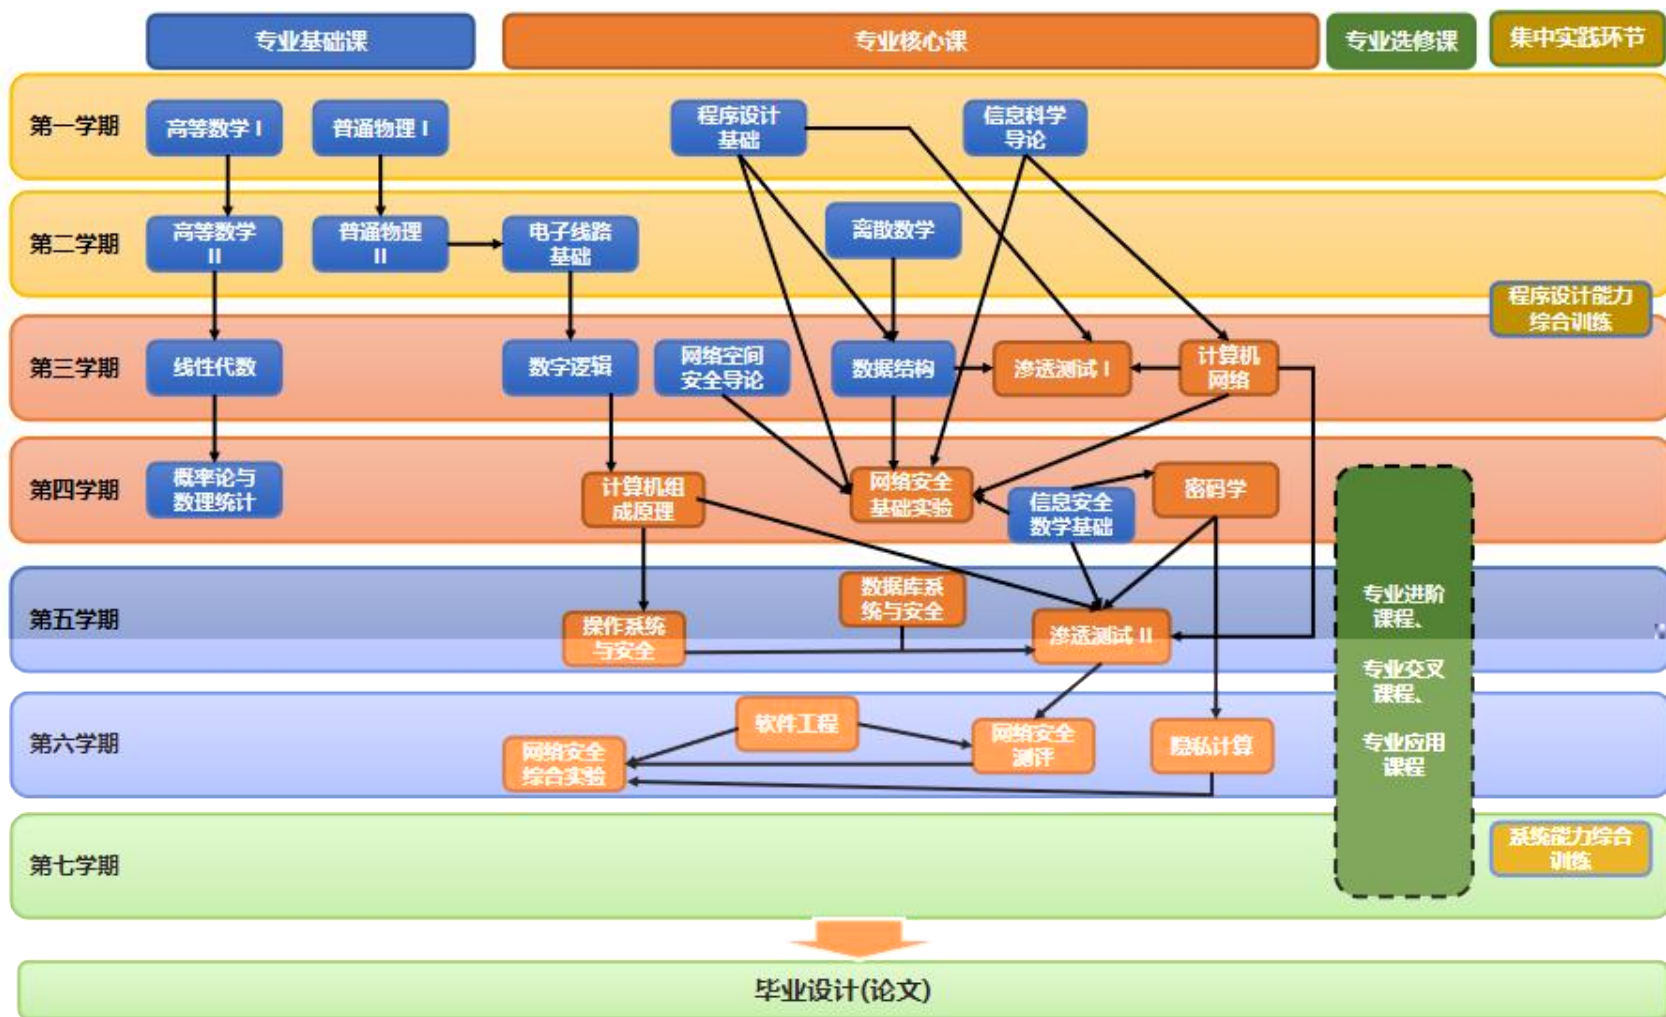 专业基础课
专业核心课
专业选修课
集中实践环节
第一学期
高等数学 I
普通物理 I
程序设计
基础
信息科学
导论
第二学期
高等数学
II
普通物理
II
电子线路
基础
离散数学
程序设计能力
综合训练
第三学期
线性代数
数字逻辑
网络空间
安全导论
数据结构
渗透测试 I
计算机
网络
第四学期
概率论与
数理统计
计算机组
成原理
网络安全
基础实验
信息安全
数学基础
密码学
第五学期
操作系统
与安全
数据库系
统与安全
渗透测试 II
专业进阶
课程、
专业交叉
课程、
专业应用
课程
第六学期
网络安全
综合实验
软件工程
网络安全
测评
隐私计算
第七学期
系统能力综合
训练
毕业设计(论文)